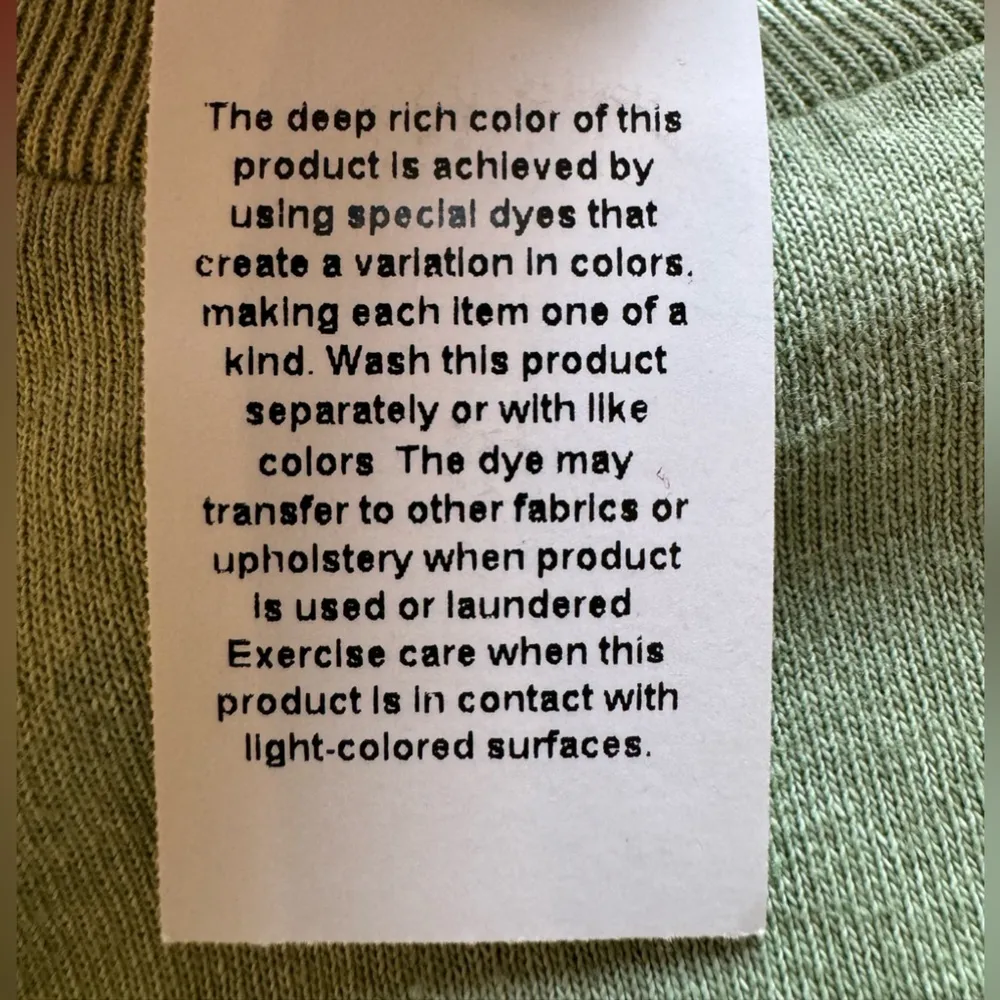 The deep rich color of this
product is achieved by
using special dyes that
create a variation in colors.
making each item one of a
kind. Wash this product
separately or with like
colors The dye may
transfer to other fabrics or
upholstery when product
is used or laundered
Exercise care when this
product is in contact with
light-colored surfaces.